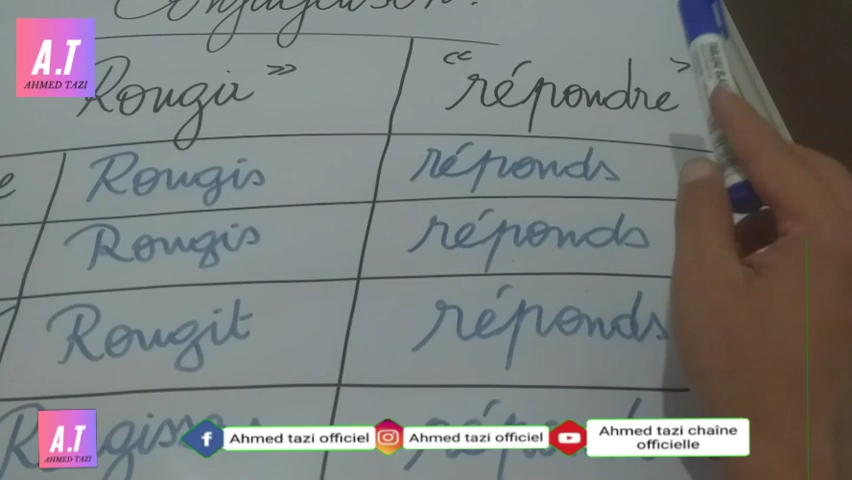 Conjugaison:
A.T
AHMED TAZI
Rougir »
" répondre "
e Rougis réponds
Rougis réponds
Rougit réponds
A.T
AHMED TAZI
Ahmed tazi officiel
Ahmed tazi officiel
Ahmed tazi chaîne
officielle